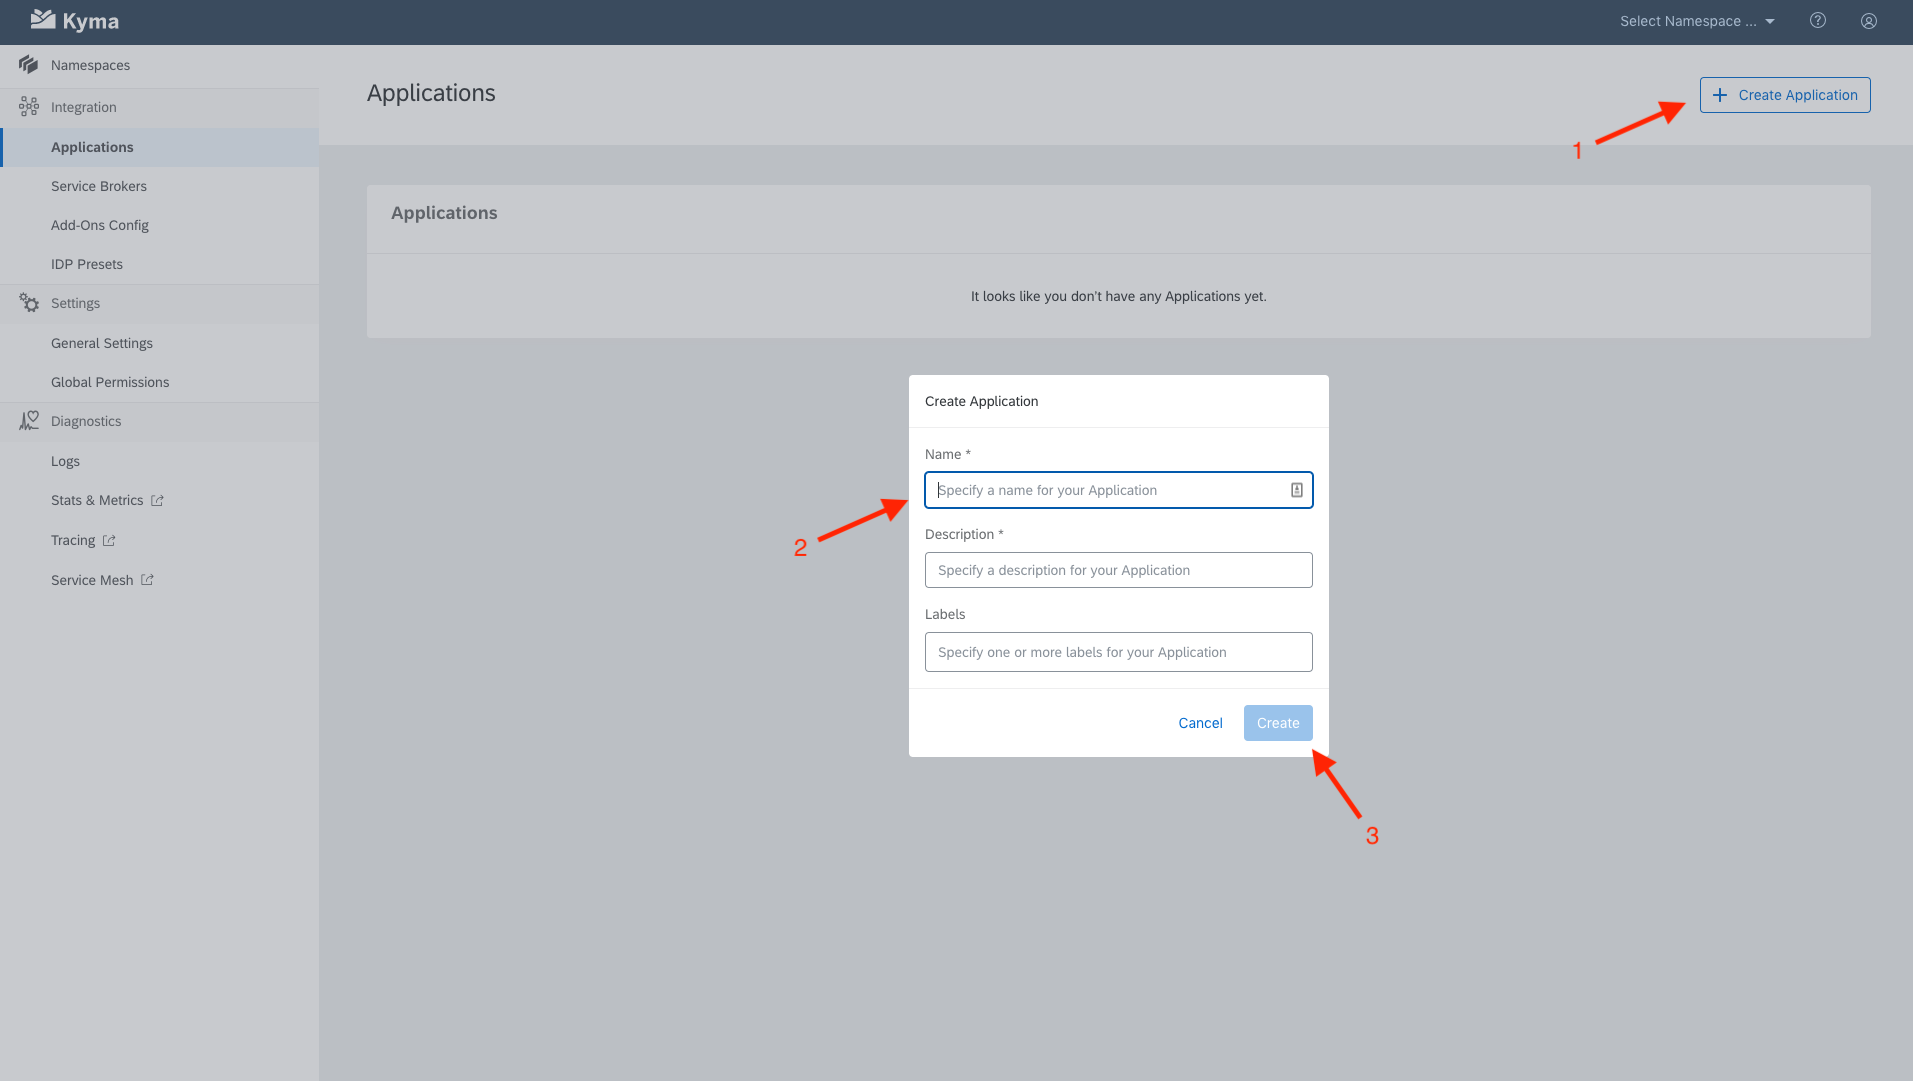 Kyma
Select Namespace ...
Namespaces
Integration
Applications
Service Brokers
Add-Ons Config
IDP Presets
Settings
General Settings
Global Permissions
Diagnostics
Logs
Stats & Metrics
Tracing
Service Mesh
Applications
+ Create Application
1
Applications
It looks like you don't have any Applications yet.
Create Application
Name *
Specify a name for your Application
2
Description *
Specify a description for your Application
Labels
Specify one or more labels for your Application
Cancel
Create
3